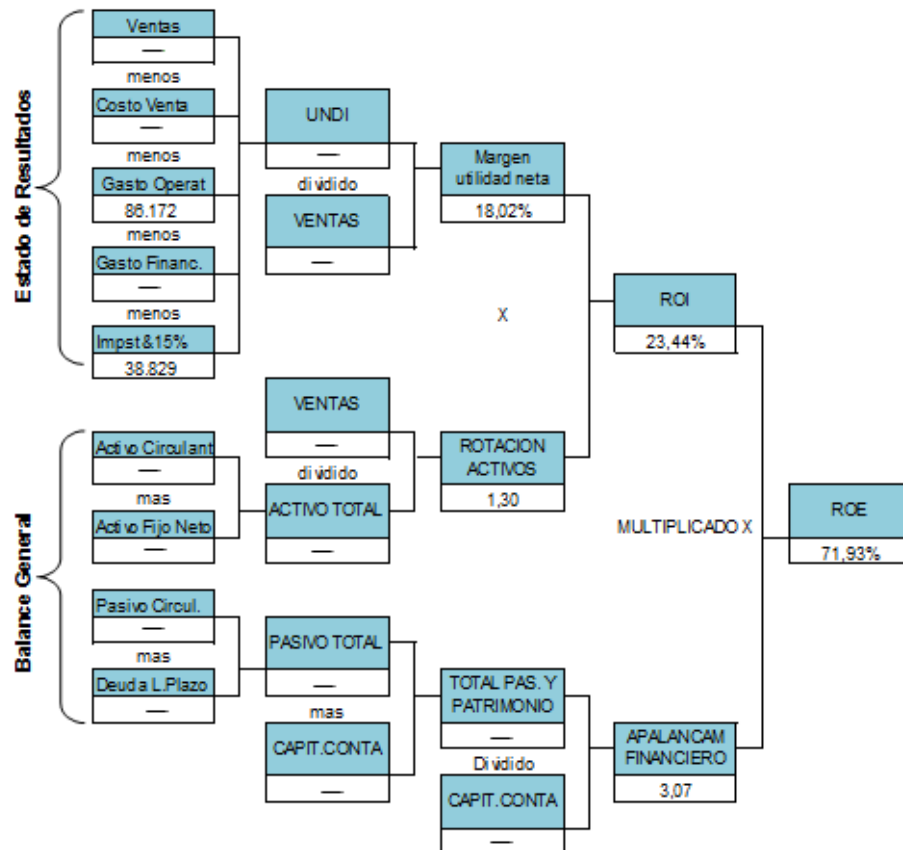 Estado de Resultados
Ventas
—
menos
Costo Venta
—
menos
Gasto Operat
86.172
menos
Gasto Financ.
—
menos
Impst&15%
38.829
UNDI
—
dividido
VENTAS
—
Margen
utilidad neta
18,02%
X
ROI
23,44%
Balance General
Activo Circulant
—
mas
Activo Fijo Neto
—
Pasivo Circul.
—
mas
Deuda L.Plazo
—
VENTAS
—
dividido
ACTIVO TOTAL
—
ROTACION
ACTIVOS
1,30
PASIVO TOTAL
—
mas
CAPIT.CONTA
—
TOTAL PAS. Y
PATRIMONIO
—
Dividido
CAPIT.CONTA
—
APALANCAM
FINANCIERO
3,07
MULTIPLICADO X
ROE
71,93%